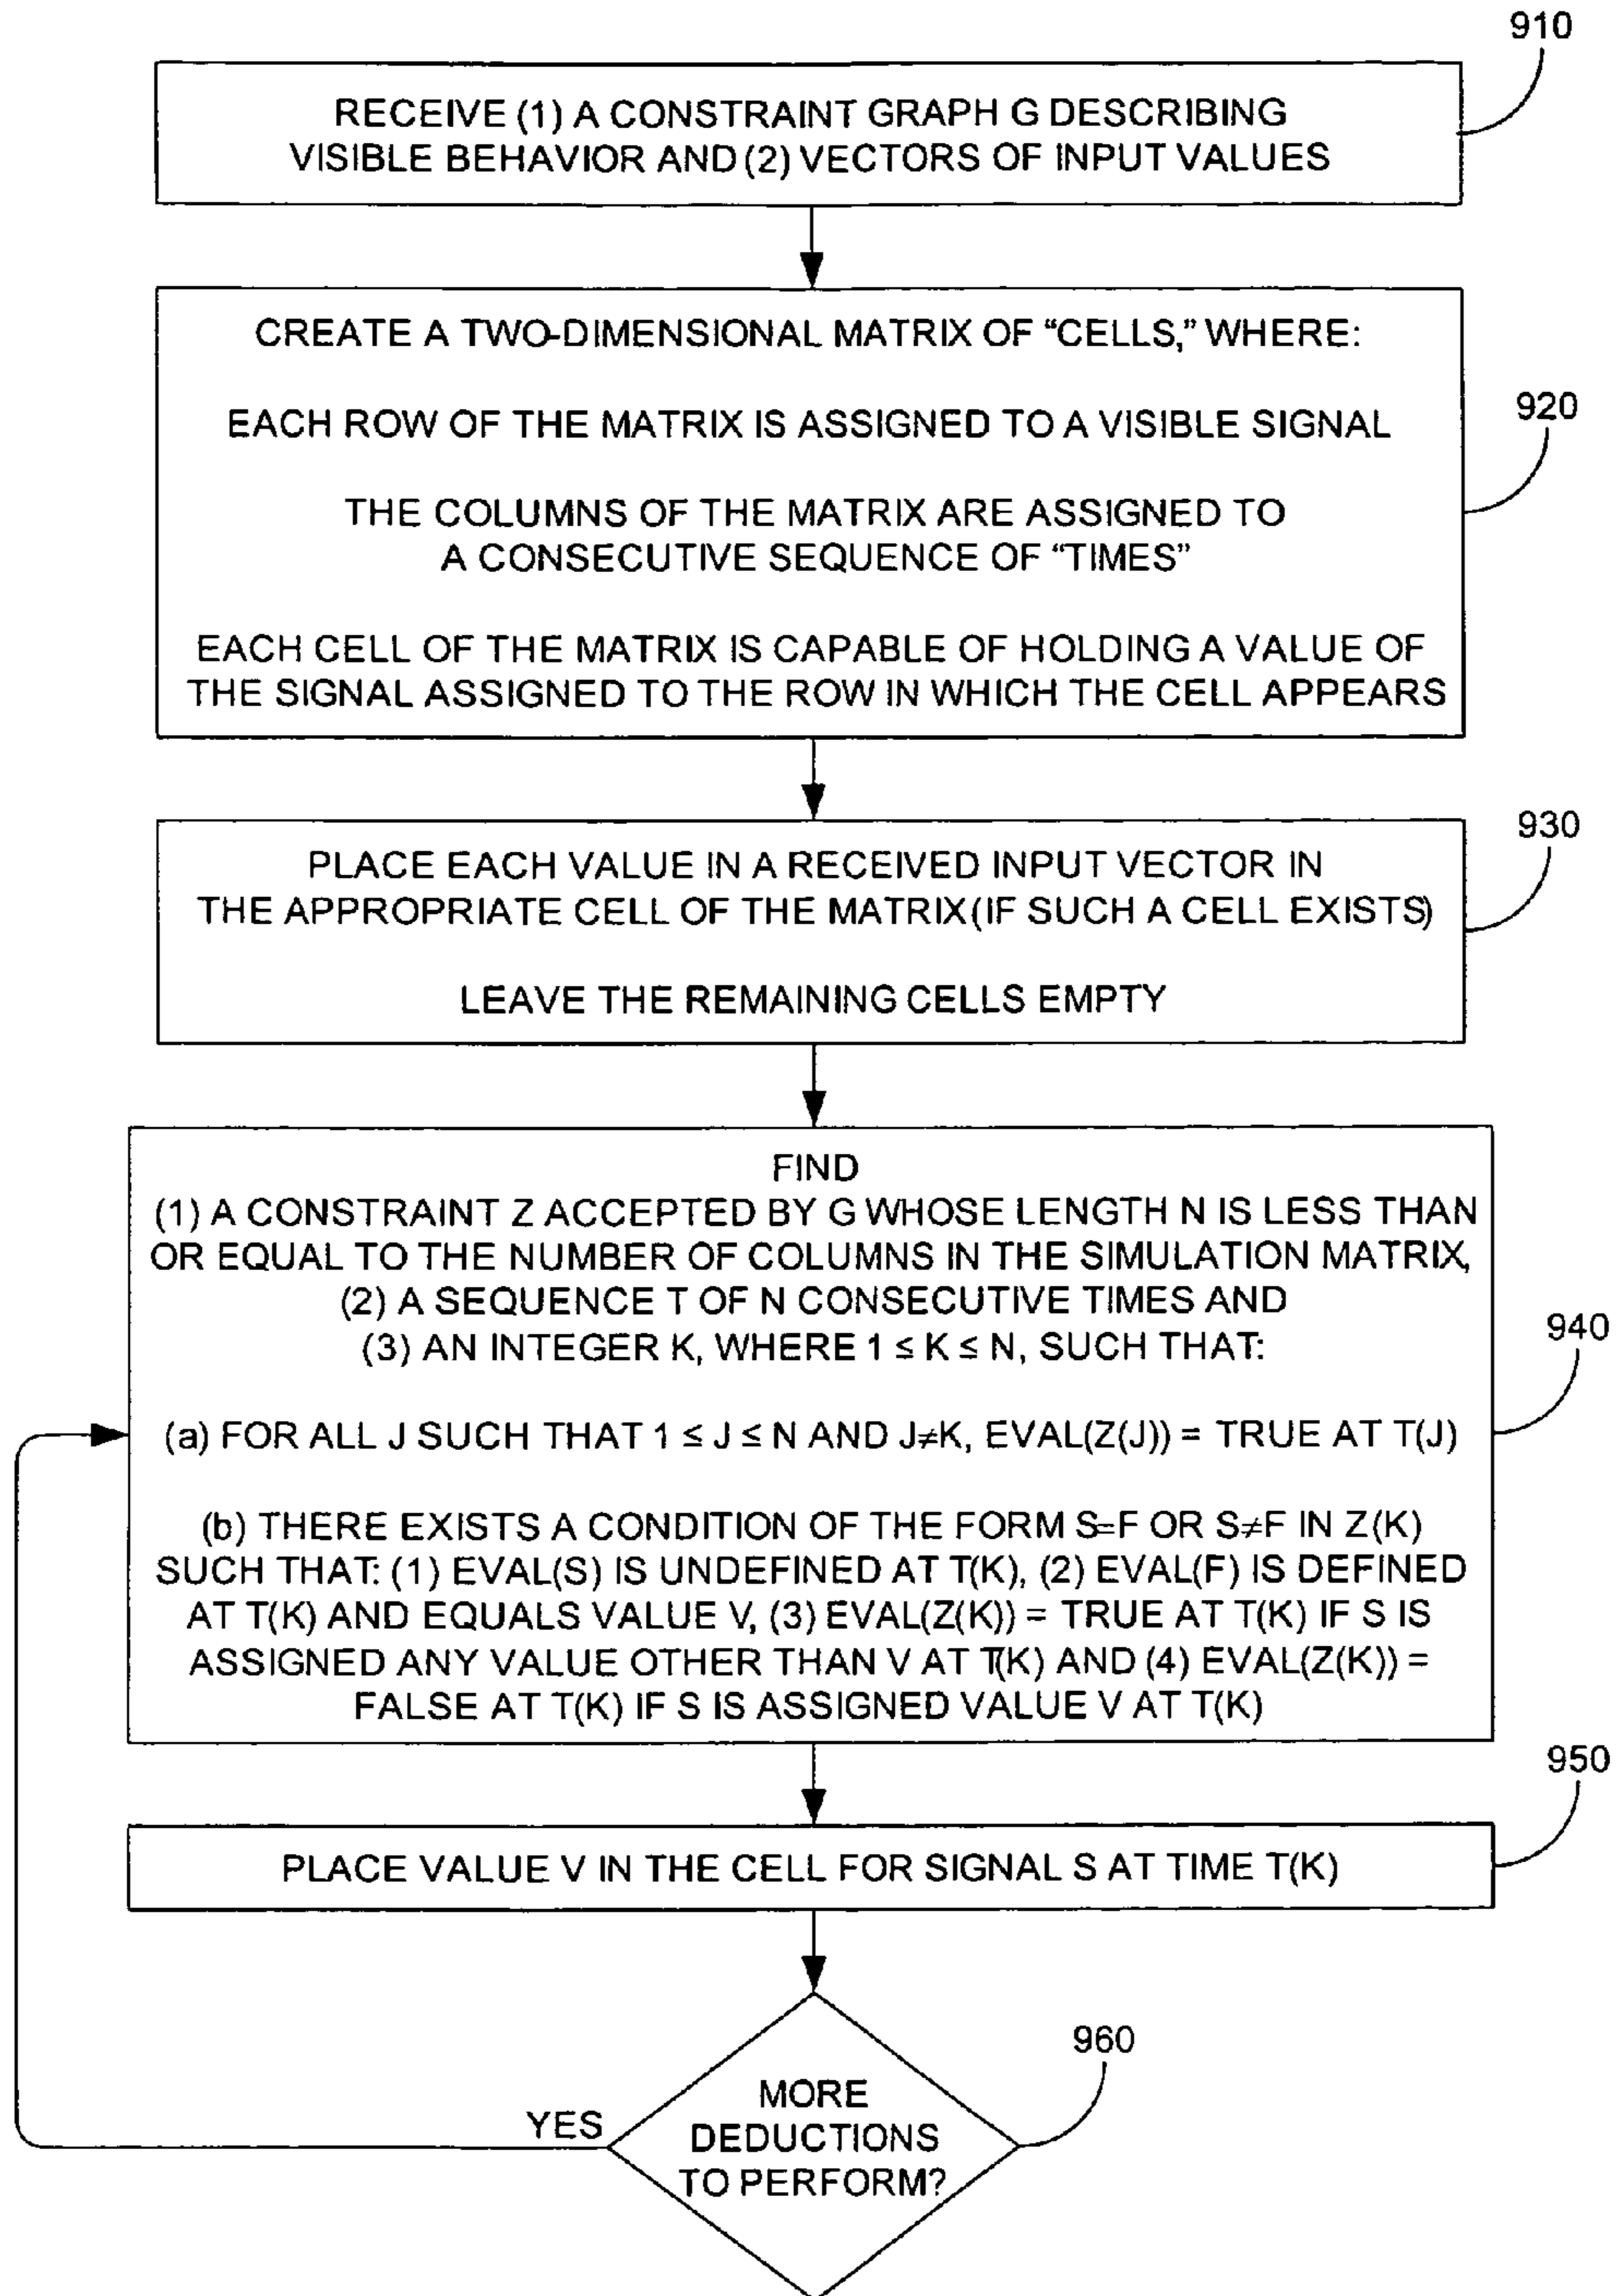 910
RECEIVE (1) A CONSTRAINT GRAPH G DESCRIBING
VISIBLE BEHAVIOR AND (2) VECTORS OF INPUT VALUES
CREATE A TWO-DIMENSIONAL MATRIX OF “CELLS,” WHERE:
920
EACH ROW OF THE MATRIX IS ASSIGNED TO A VISIBLE SIGNAL
THE COLUMNS OF THE MATRIX ARE ASSIGNED TO
A CONSECUTIVE SEQUENCE OF “TIMES”
EACH CELL OF THE MATRIX IS CAPABLE OF HOLDING A VALUE OF
THE SIGNAL ASSIGNED TO THE ROW IN WHICH THE CELL APPEARS
930
PLACE EACH VALUE IN A RECEIVED INPUT VECTOR IN
THE APPROPRIATE CELL OF THE MATRIX (IF SUCH A CELL EXISTS)
LEAVE THE REMAINING CELLS EMPTY
FIND
(1) A CONSTRAINT Z ACCEPTED BY G WHOSE LENGTH N IS LESS THAN
OR EQUAL TO THE NUMBER OF COLUMNS IN THE SIMULATION MATRIX,
(2) A SEQUENCE T OF N CONSECUTIVE TIMES AND
(3) AN INTEGER K, WHERE 1 ≤ K ≤ N, SUCH THAT:
940
(a) FOR ALL J SUCH THAT 1 ≤ J ≤ N AND J≠K, EVAL(Z(J)) = TRUE AT T(J)
(b) THERE EXISTS A CONDITION OF THE FORM S=F OR S≠F IN Z(K)
SUCH THAT: (1) EVAL(S) IS UNDEFINED AT T(K), (2) EVAL(F) IS DEFINED
AT T(K) AND EQUALS VALUE V, (3) EVAL(Z(K)) = TRUE AT T(K) IF S IS
ASSIGNED ANY VALUE OTHER THAN V AT T(K) AND (4) EVAL(Z(K)) =
FALSE AT T(K) IF S IS ASSIGNED VALUE V AT T(K)
950
PLACE VALUE V IN THE CELL FOR SIGNAL S AT TIME T(K)
960
YES
MORE
DEDUCTIONS
TO PERFORM?